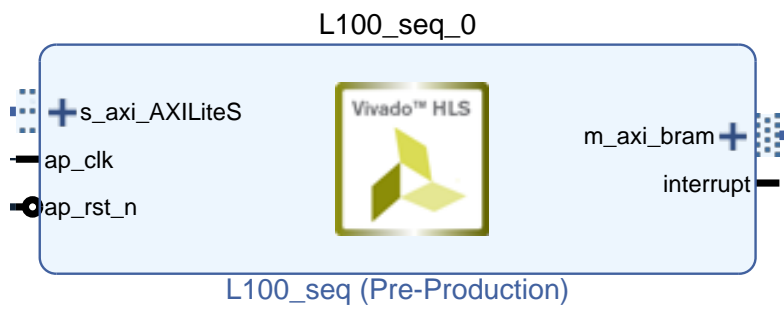 L100_seq_0
s_axi_AXILiteS
ap_clk
ap_rst_n
Vivado™ HLS
m_axi_bram
interrupt
L100_seq (Pre-Production)